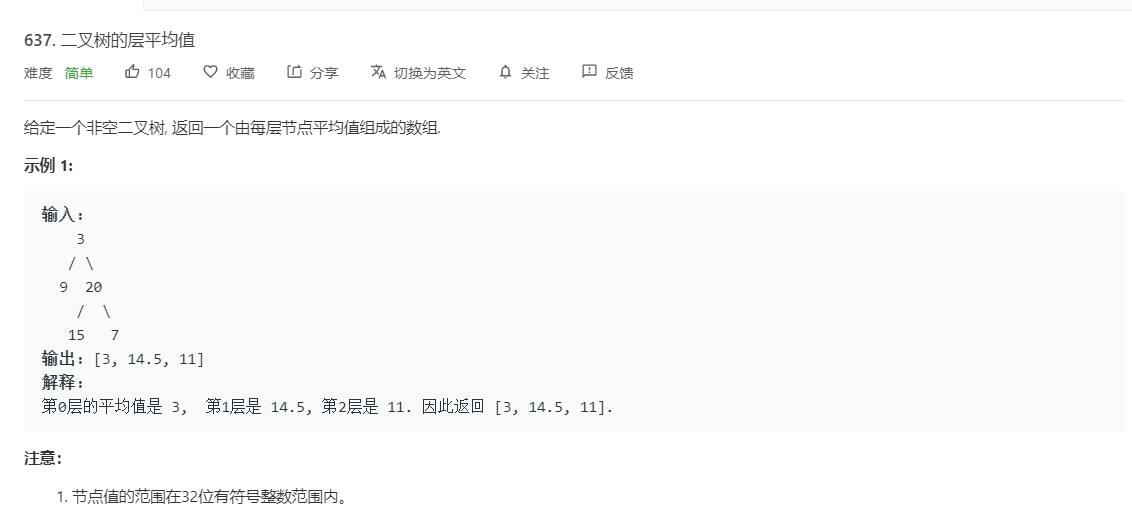 637. 二叉树的层平均值
难度 简单 104 收藏 分享 切换为英文 关注 反馈
给定一个非空二叉树, 返回一个由每层节点平均值组成的数组.
示例 1:
输入:
3
/ \
9 20
/ \
15 7
输出: [3, 14.5, 11]
解释:
第0层的平均值是 3, 第1层是 14.5, 第2层是 11. 因此返回 [3, 14.5, 11].
注意:
1. 节点值的范围在32位有符号整数范围内。